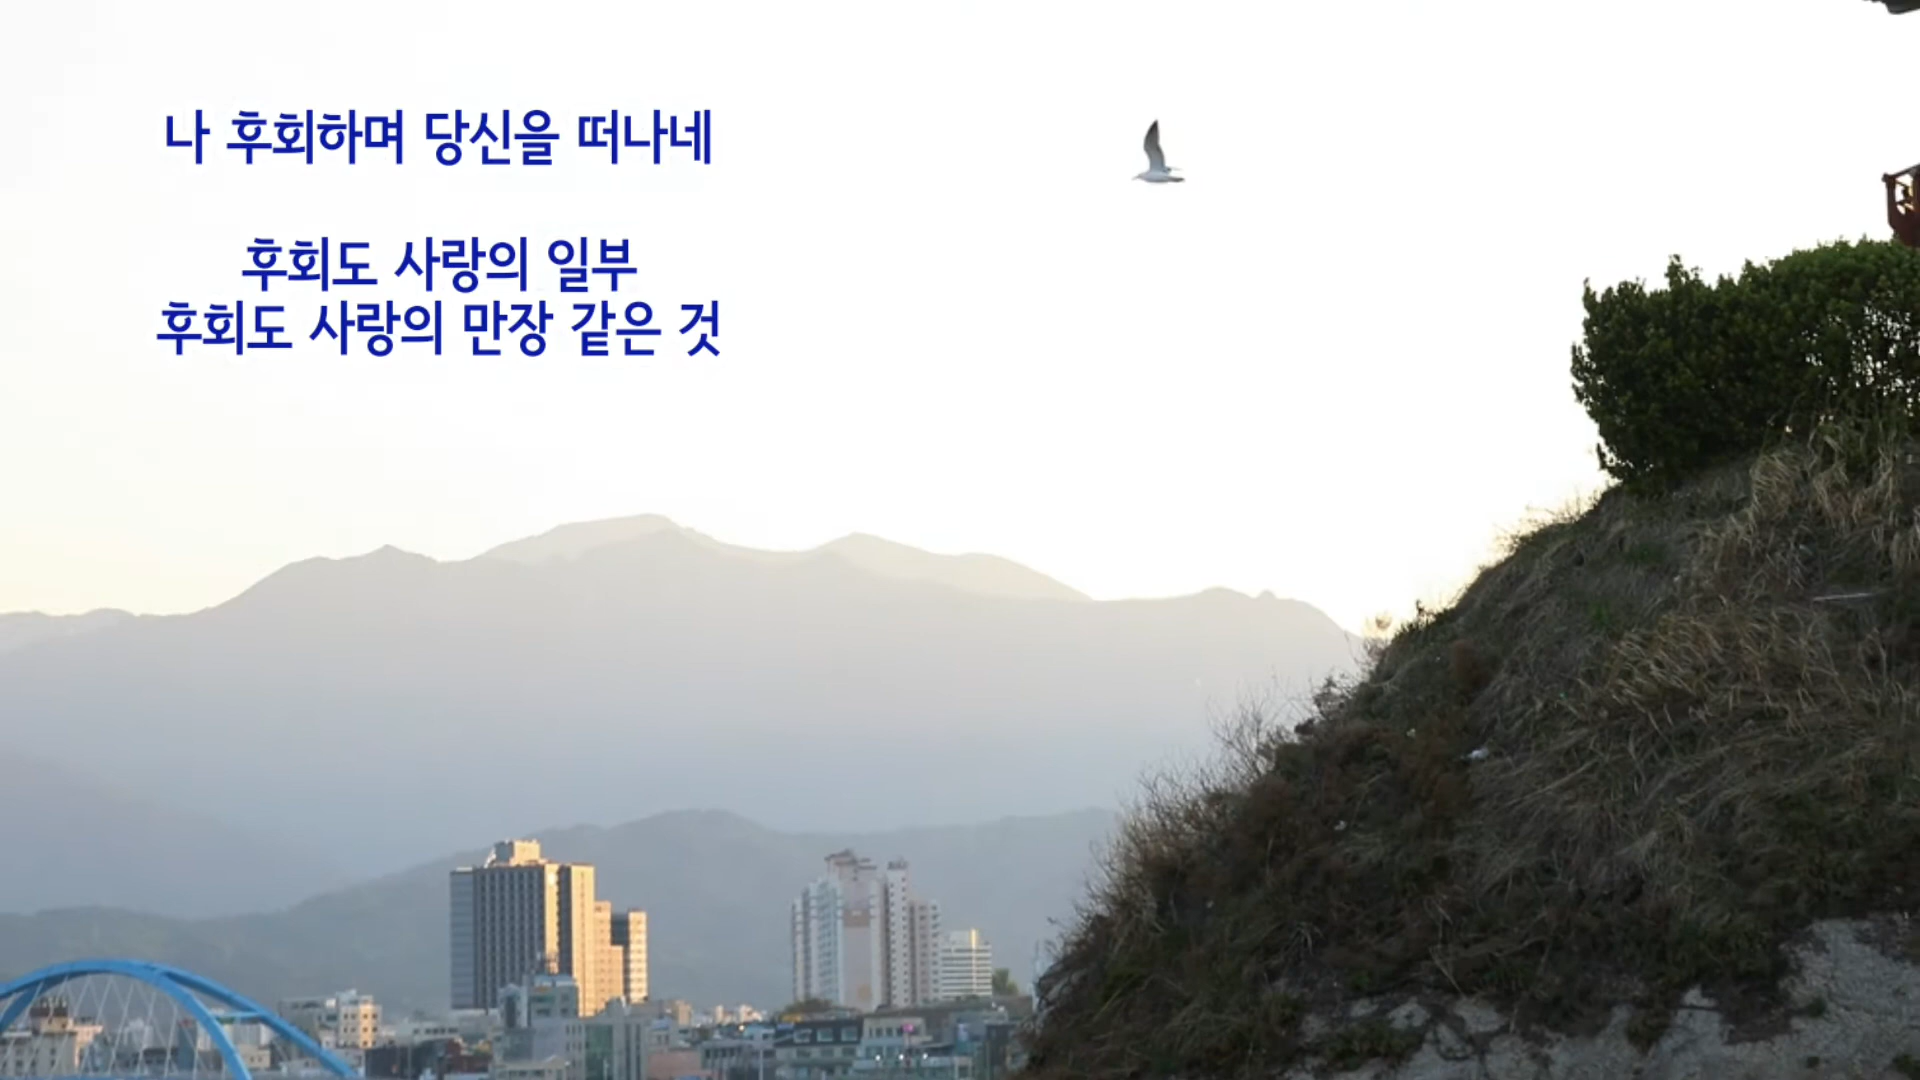 나 후회하며 당신을 떠나네
후회도 사랑의 일부
후회도 사랑의 만장 같은 것